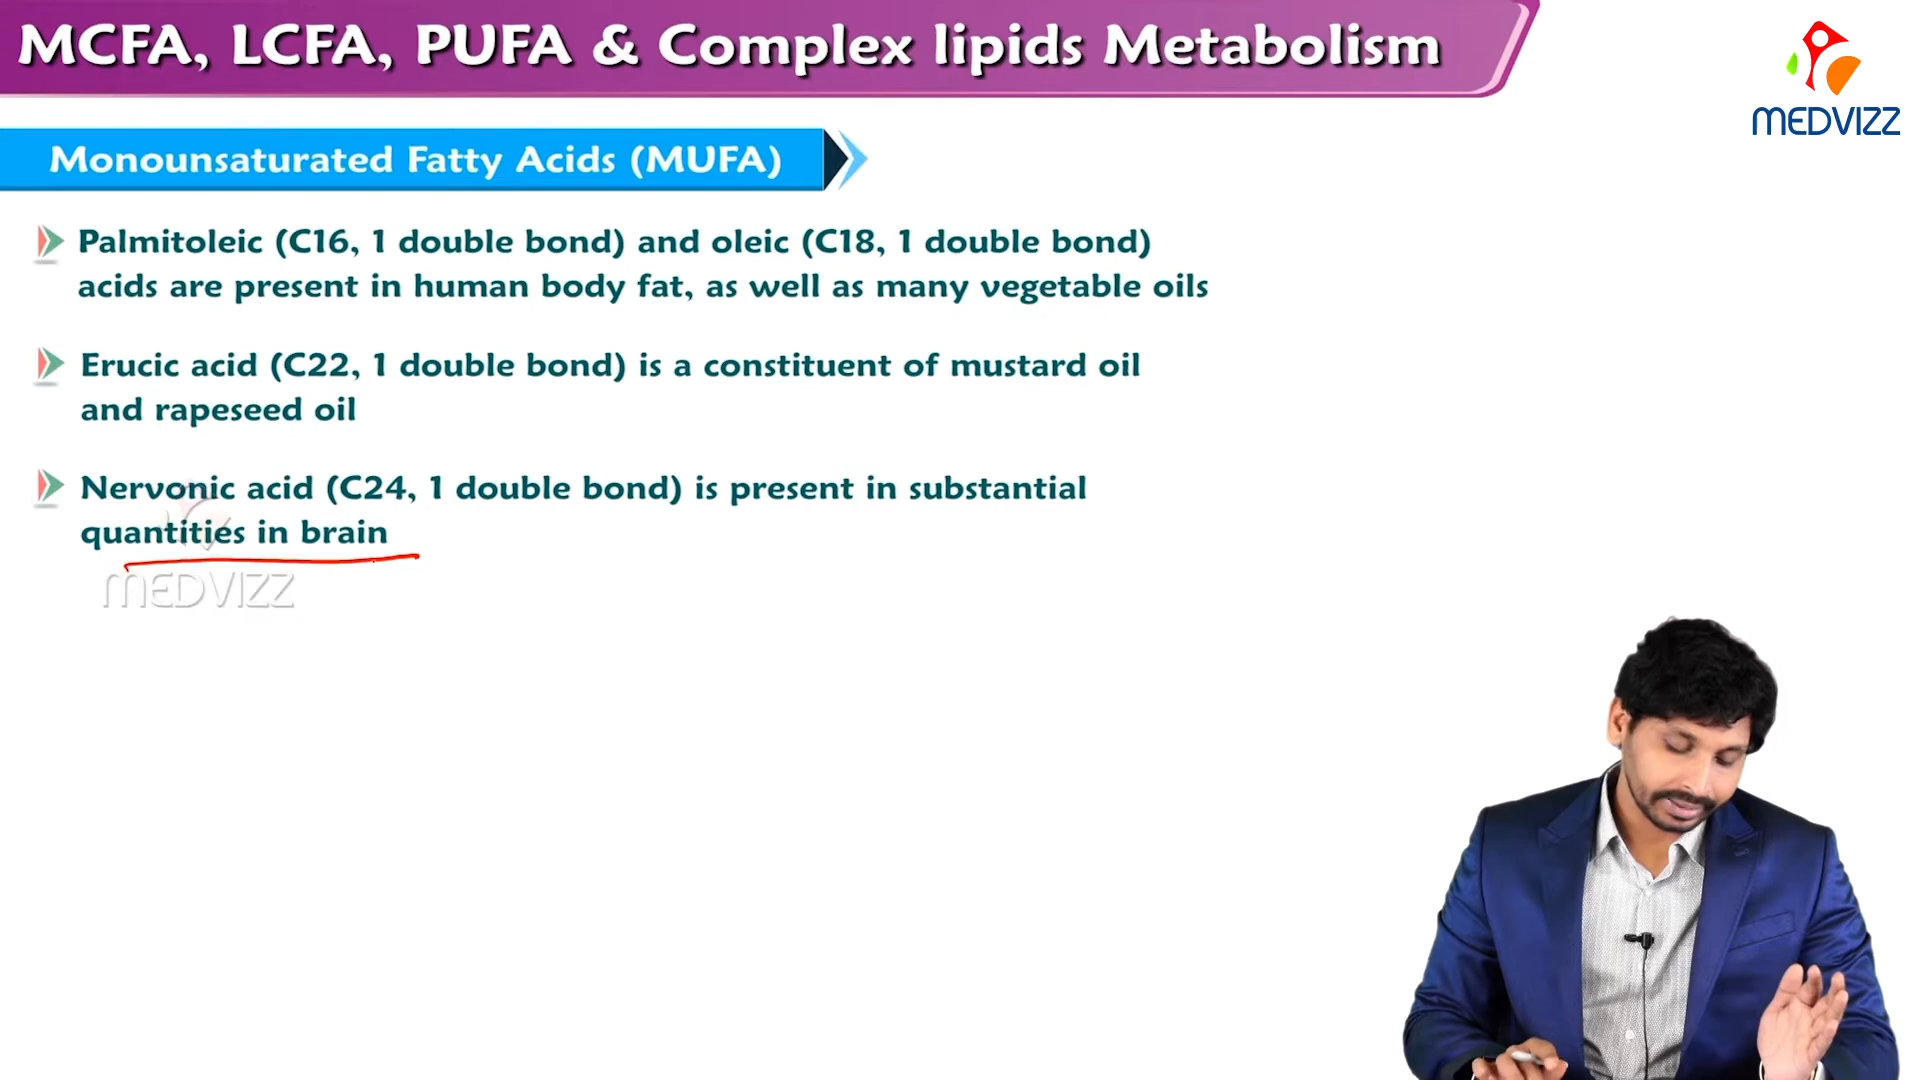 MCFA, LCFA, PUFA & Complex lipids Metabolism
MEDVIZZ
Monounsaturated Fatty Acids (MUFA)
Palmitoleic (C16, 1 double bond) and oleic (C18, 1 double bond)
acids are present in human body fat, as well as many vegetable oils
Erucic acid (C22, 1 double bond) is a constituent of mustard oil
and rapeseed oil
Nervonic acid (C24, 1 double bond) is present in substantial
quantities in brain
MEDVIZZ